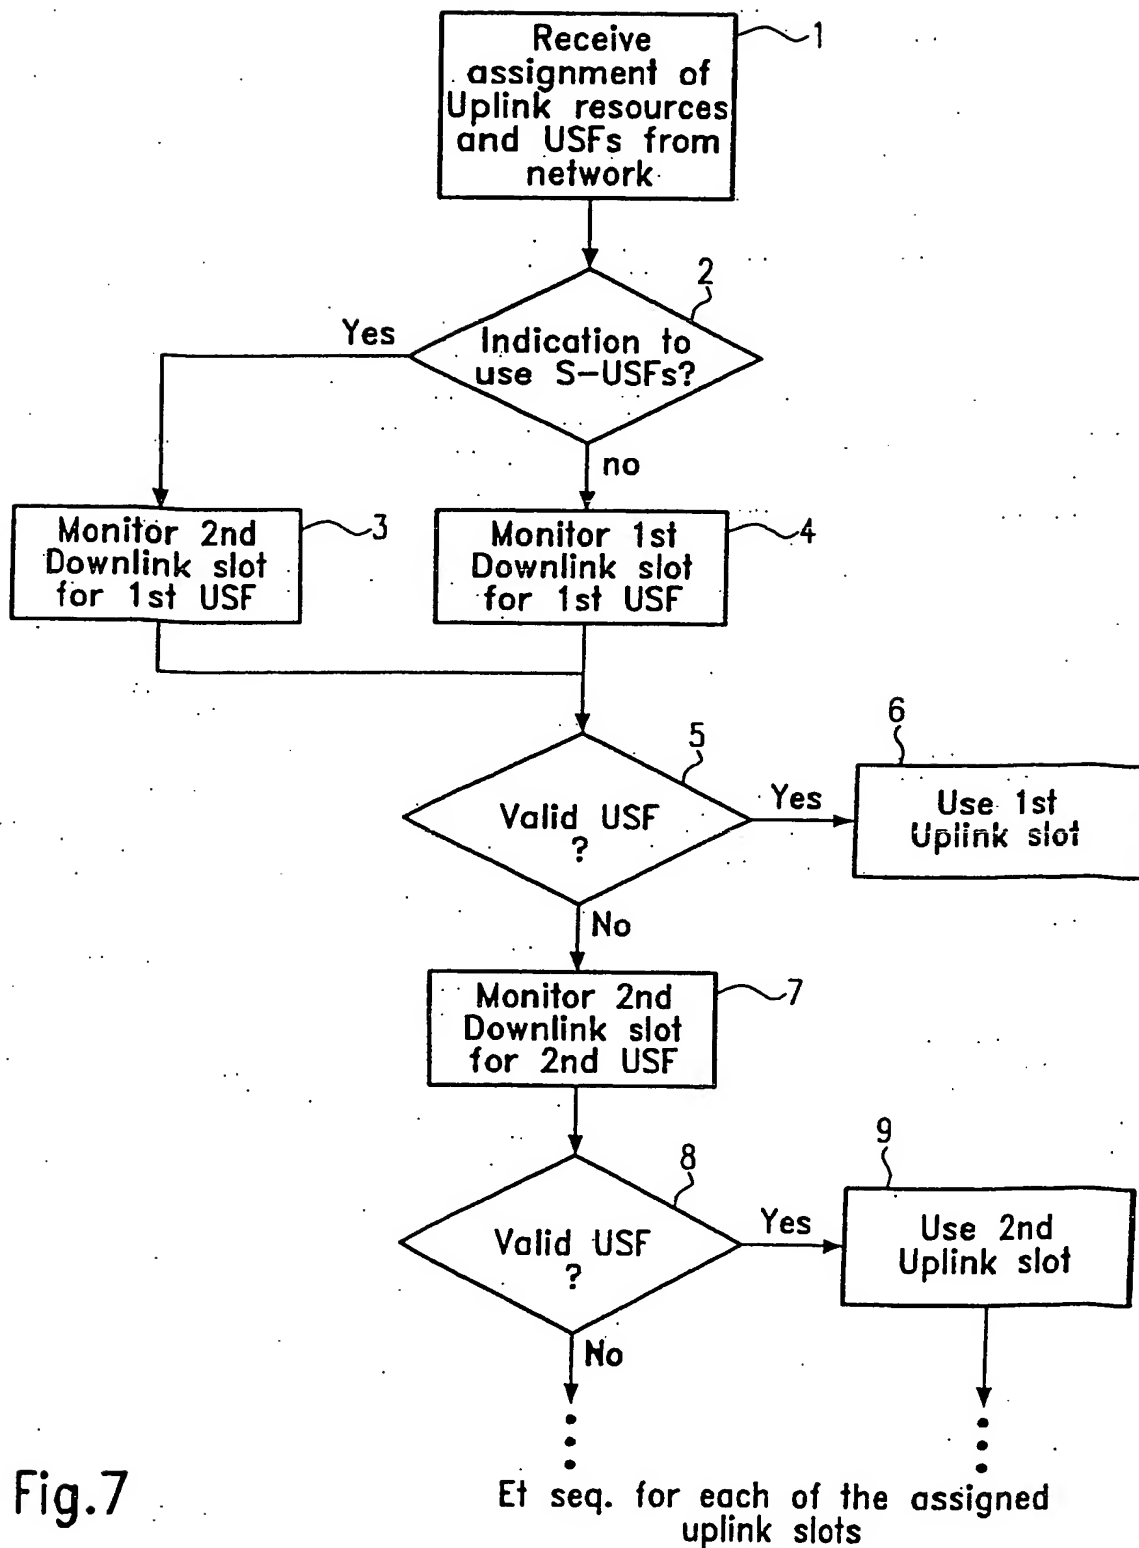 Receive
assignment of
Uplink resources
and USFs from
network
1
2
Indication to
use S-USFs?
Yes
no
Monitor 2nd
Downlink slot
for 1st USF
3
Monitor 1st
Downlink slot
for 1st USF
4
5
Valid USF
?
Yes
6
Use 1st
Uplink slot
No
Monitor 2nd
Downlink slot
for 2nd USF
7
8
Valid USF
?
Yes
9
Use 2nd
Uplink slot
No
Et seq. for each of the assigned
uplink slots
Fig.7